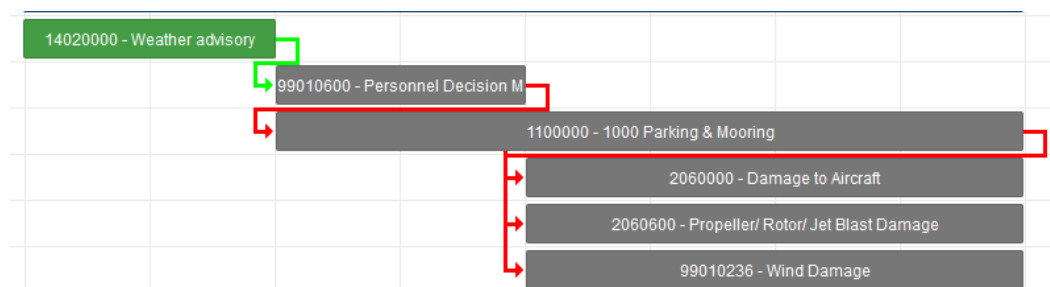 14020000 - Weather advisory
99010600 - Personnel Decision M
1100000 - 1000 Parking & Mooring
2060000 - Damage to Aircraft
2060600 - Propeller/ Rotor/ Jet Blast Damage
99010236 - Wind Damage